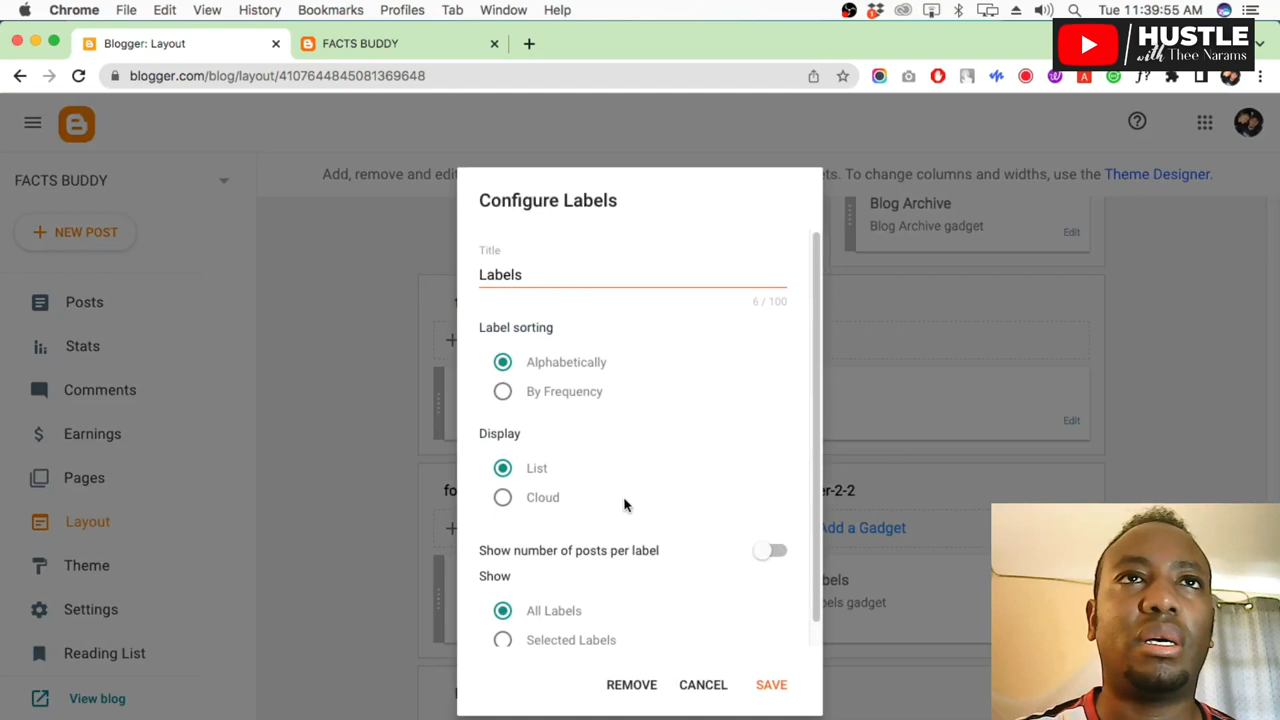 Chrome File Edit View History Bookmarks Profiles Tab Window Help Tue 11:39:55 AM
Blogger: Layout
FACTS BUDDY
HUSTLE
with Thee Narams
blogger.com/blog/layout/4107644845081369648
FACTS BUDDY
Add, remove and edit
ets. To change columns and widths, use the Theme Designer.
NEW POST
Blog Archive
Blog Archive gadget
Edit
Posts
Stats
Comments
Earnings
Pages
Layout
Theme
Settings
Reading List
View blog
Configure Labels
Title
Labels
6 / 100
Label sorting
Alphabetically
By Frequency
Display
List
Cloud
Show number of posts per label
Show
All Labels
Selected Labels
REMOVE CANCEL SAVE
Edit
fo
er-2-2
Add a Gadget
bels
bels gadget